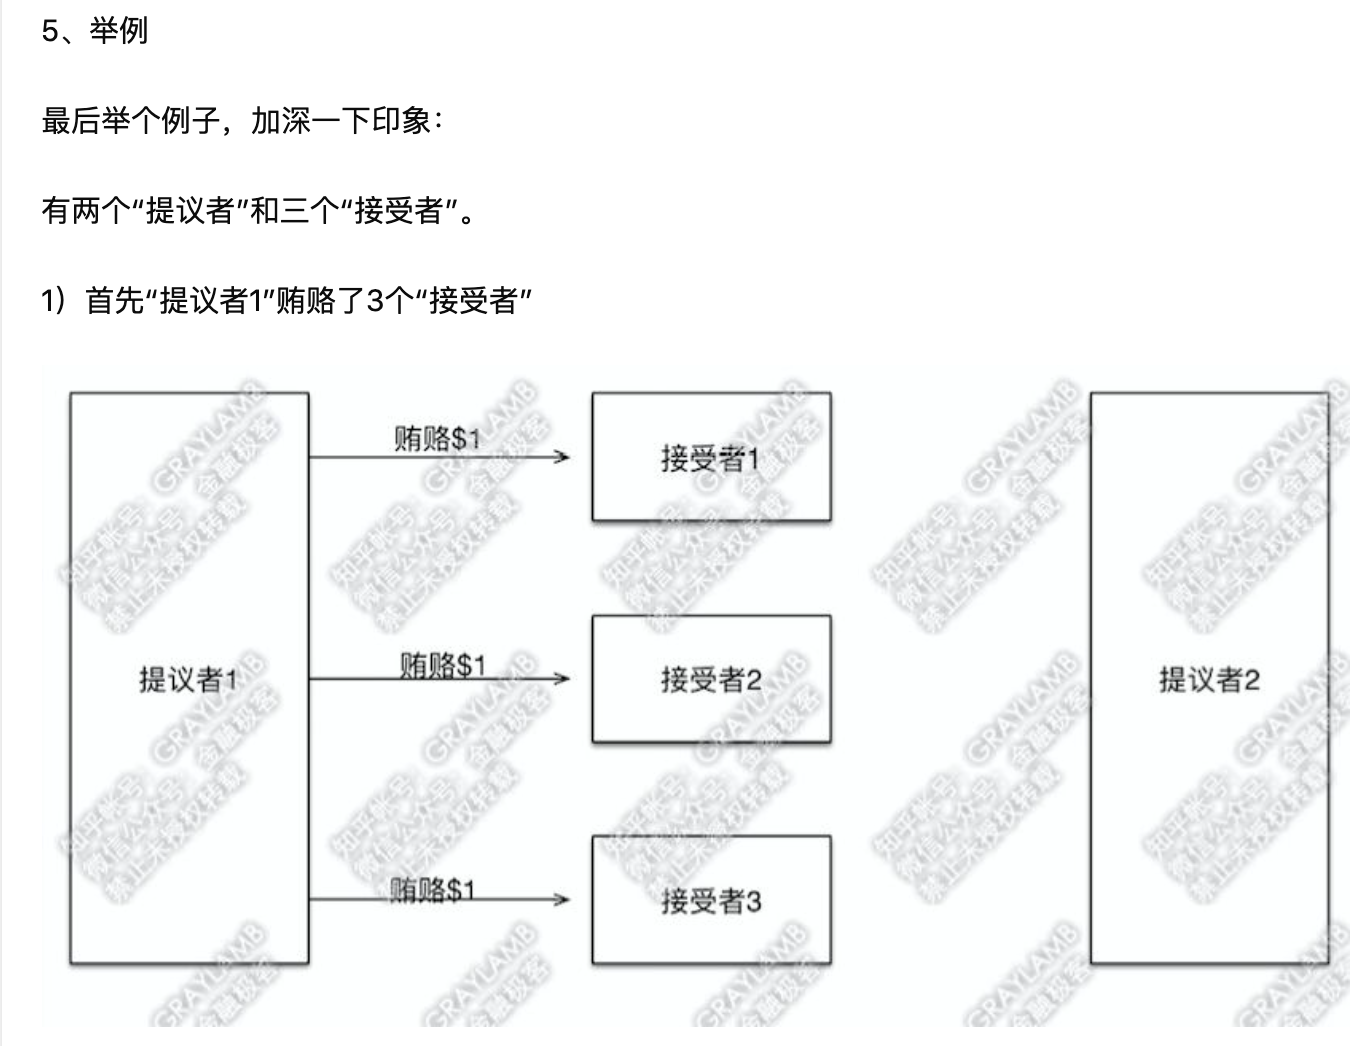 5、举例
最后举个例子，加深一下印象：
有两个“提议者”和三个“接受者”。
1）首先“提议者1”贿赂了3个“接受者”
贿赂$1
接受者1
提议者1
贿赂$1
接受者2
提议者2
贿赂$1
接受者3
知乎帐号：GRAYLAMB
微信公众号：金融极客
禁止未授权转载